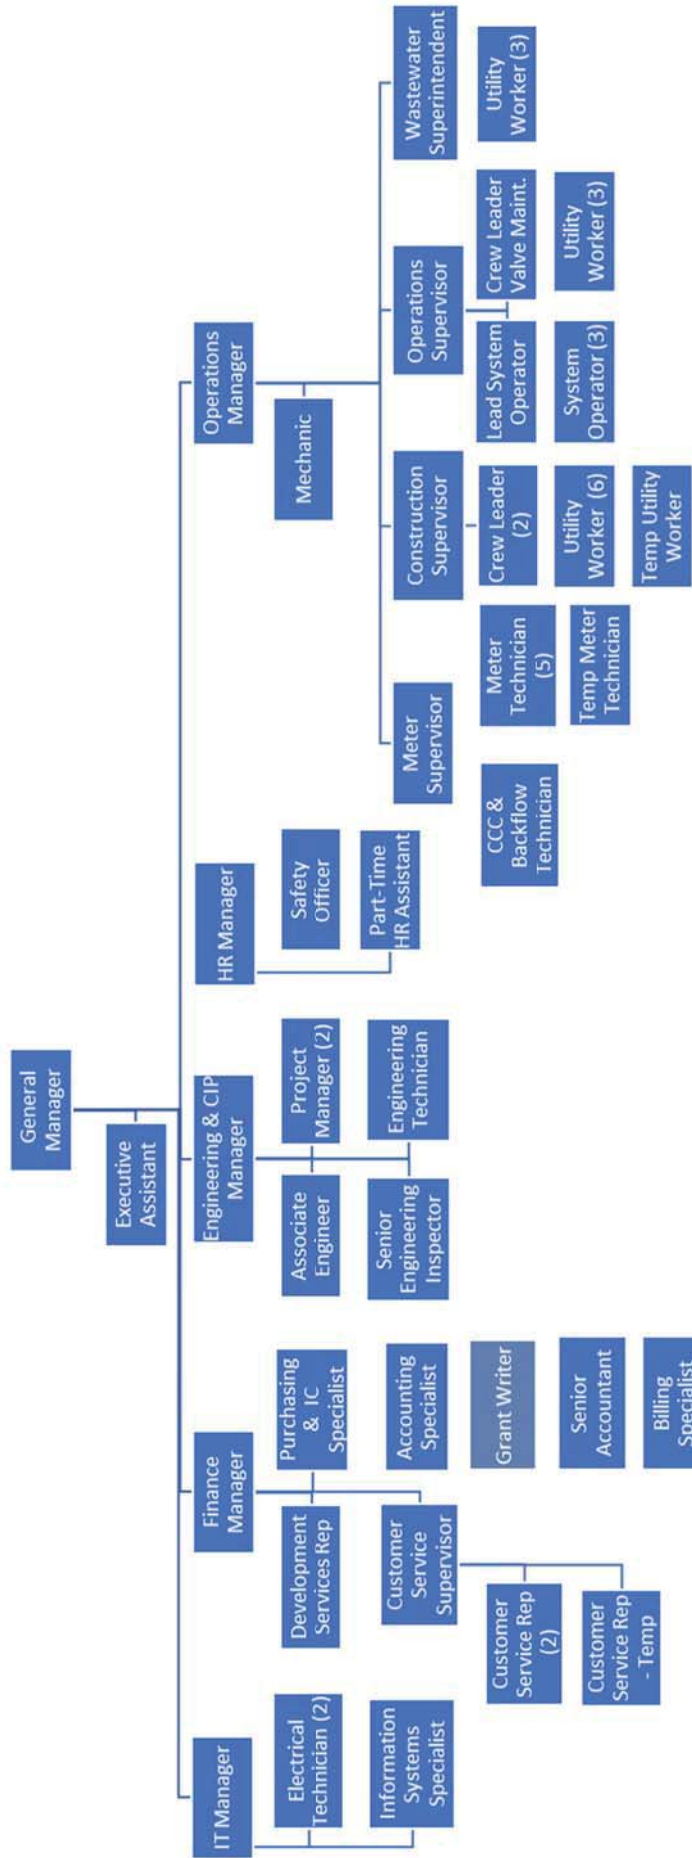 General
Manager
Executive
Assistant
IT Manager
Electrical
Technician (2)
Information
Systems
Specialist
Finance
Manager
Development
Services Rep
Purchasing
& IC
Specialist
Customer
Service
Supervisor
Accounting
Specialist
Customer
Service Rep
(2)
Grant Writer
Customer
Service Rep
- Temp
Senior
Accountant
Billing
Specialist
Engineering & CIP
Manager
Associate
Engineer
Project
Manager (2)
Senior
Engineering
Inspector
Engineering
Technician
HR Manager
Safety
Officer
Part-Time
HR Assistant
Operations
Manager
Mechanic
Meter
Supervisor
CCC &
Backflow
Technician
Meter
Technician
(5)
Temp Meter
Technician
Construction
Supervisor
Crew Leader
(2)
Utility
Worker (6)
Temp Utility
Worker
Operations
Supervisor
Lead System
Operator
Crew Leader
Valve Maint.
System
Operator (3)
Utility
Worker (3)
Wastewater
Superintendent
Utility
Worker (3)